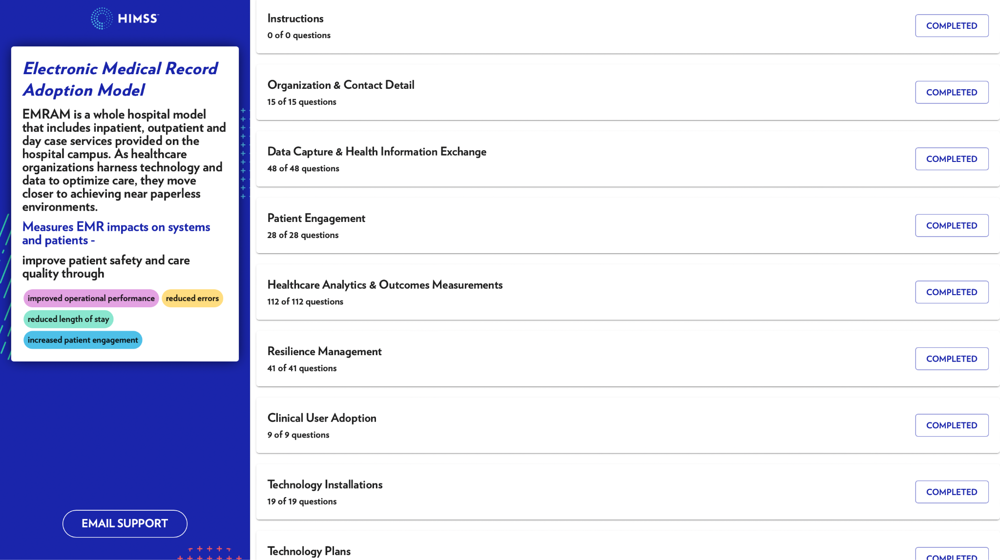 HIMSS
Electronic Medical Record
Adoption Model
EMRAM is a whole hospital model
that includes inpatient, outpatient and
day case services provided on the
hospital campus. As healthcare
organizations harness technology and
data to optimize care, they move
closer to achieving near paperless
environments.
Measures EMR impacts on systems
and patients -
improve patient safety and care
quality through
improved operational performance
reduced errors
reduced length of stay
increased patient engagement
EMAIL SUPPORT
Instructions
0 of 0 questions
COMPLETED
Organization & Contact Detail
15 of 15 questions
COMPLETED
Data Capture & Health Information Exchange
48 of 48 questions
COMPLETED
Patient Engagement
28 of 28 questions
COMPLETED
Healthcare Analytics & Outcomes Measurements
112 of 112 questions
COMPLETED
Resilience Management
41 of 41 questions
COMPLETED
Clinical User Adoption
9 of 9 questions
COMPLETED
Technology Installations
19 of 19 questions
COMPLETED
Technology Plans
COMPLETED